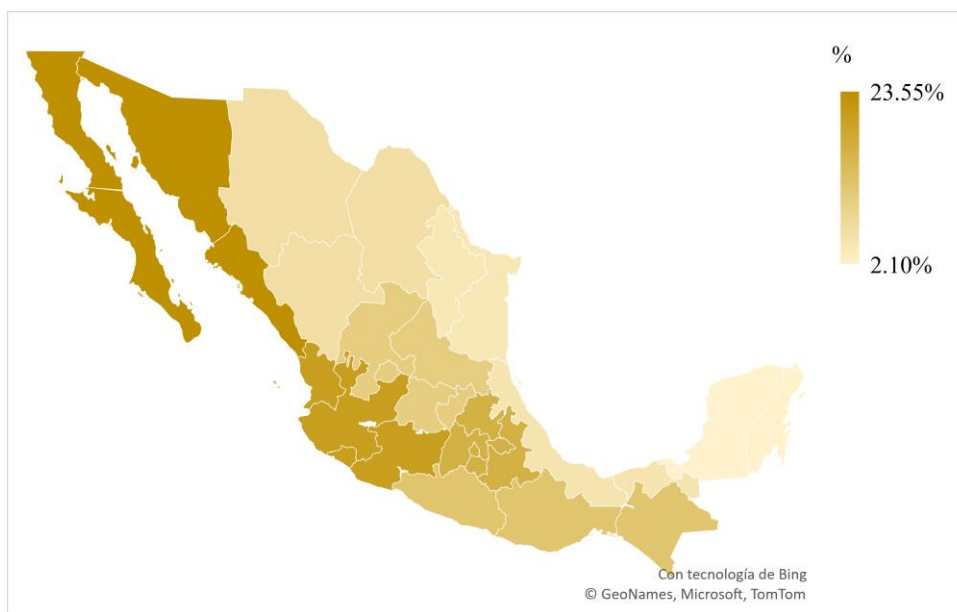 %
23.55%
2.10%
Con tecnología de Bing
© GeoNames, Microsoft, TomTom